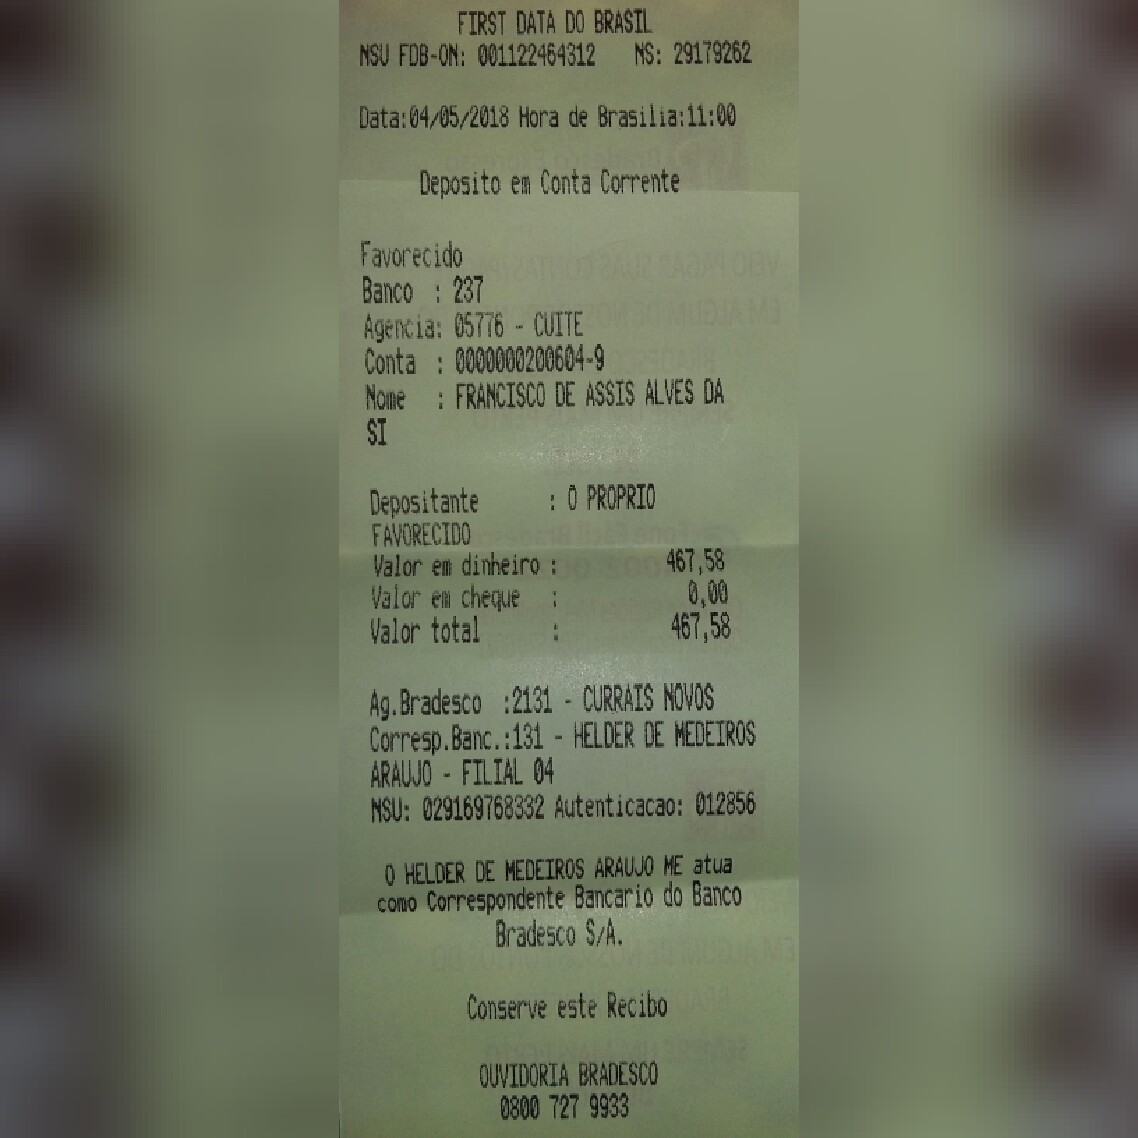 FIRST DATA DO BRASIL
NSU FDB-ON: 001122464312 NS: 29179262
Data:04/05/2018 Hora de Brasilia:11:00
Deposito em Conta Corrente
Favorecido
Banco : 237
Agencia: 05776 - CUITE
Conta : 0000000200604-9
Nome : FRANCISCO DE ASSIS ALVES DA
SI
Depositante : O PROPRIO
FAVORECIDO
Valor em dinheiro : 467,58
Valor em cheque : 0,00
Valor total : 467,58
Ag.Bradesco :2131 - CURRAIS NOVOS
Corresp.Banc.:131 - HELDER DE MEDEIROS
ARAUJO - FILIAL 04
NSU: 029169768332 Autenticacao: 012856
O HELDER DE MEDEIROS ARAUJO ME atua
como Correspondente Bancario do Banco
Bradesco S/A.
Conserve este Recibo
OUVIDORIA BRADESCO
0800 727 9933